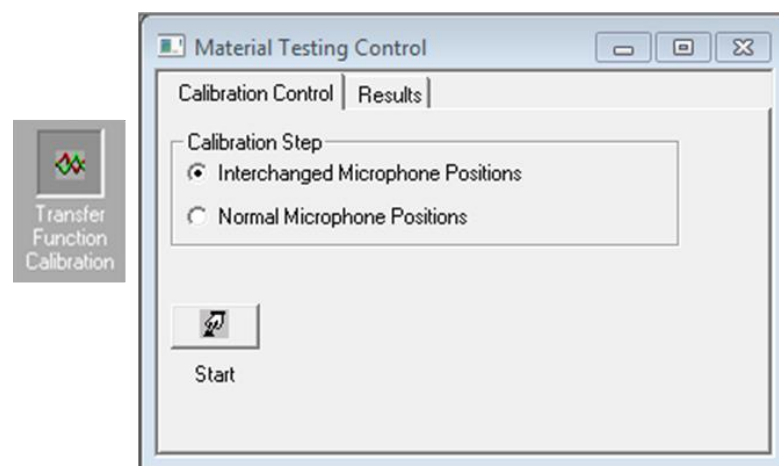 Transfer
Function
Calibration
Material Testing Control
Calibration Control
Results
Calibration Step
Interchanged Microphone Positions
Normal Microphone Positions
Start